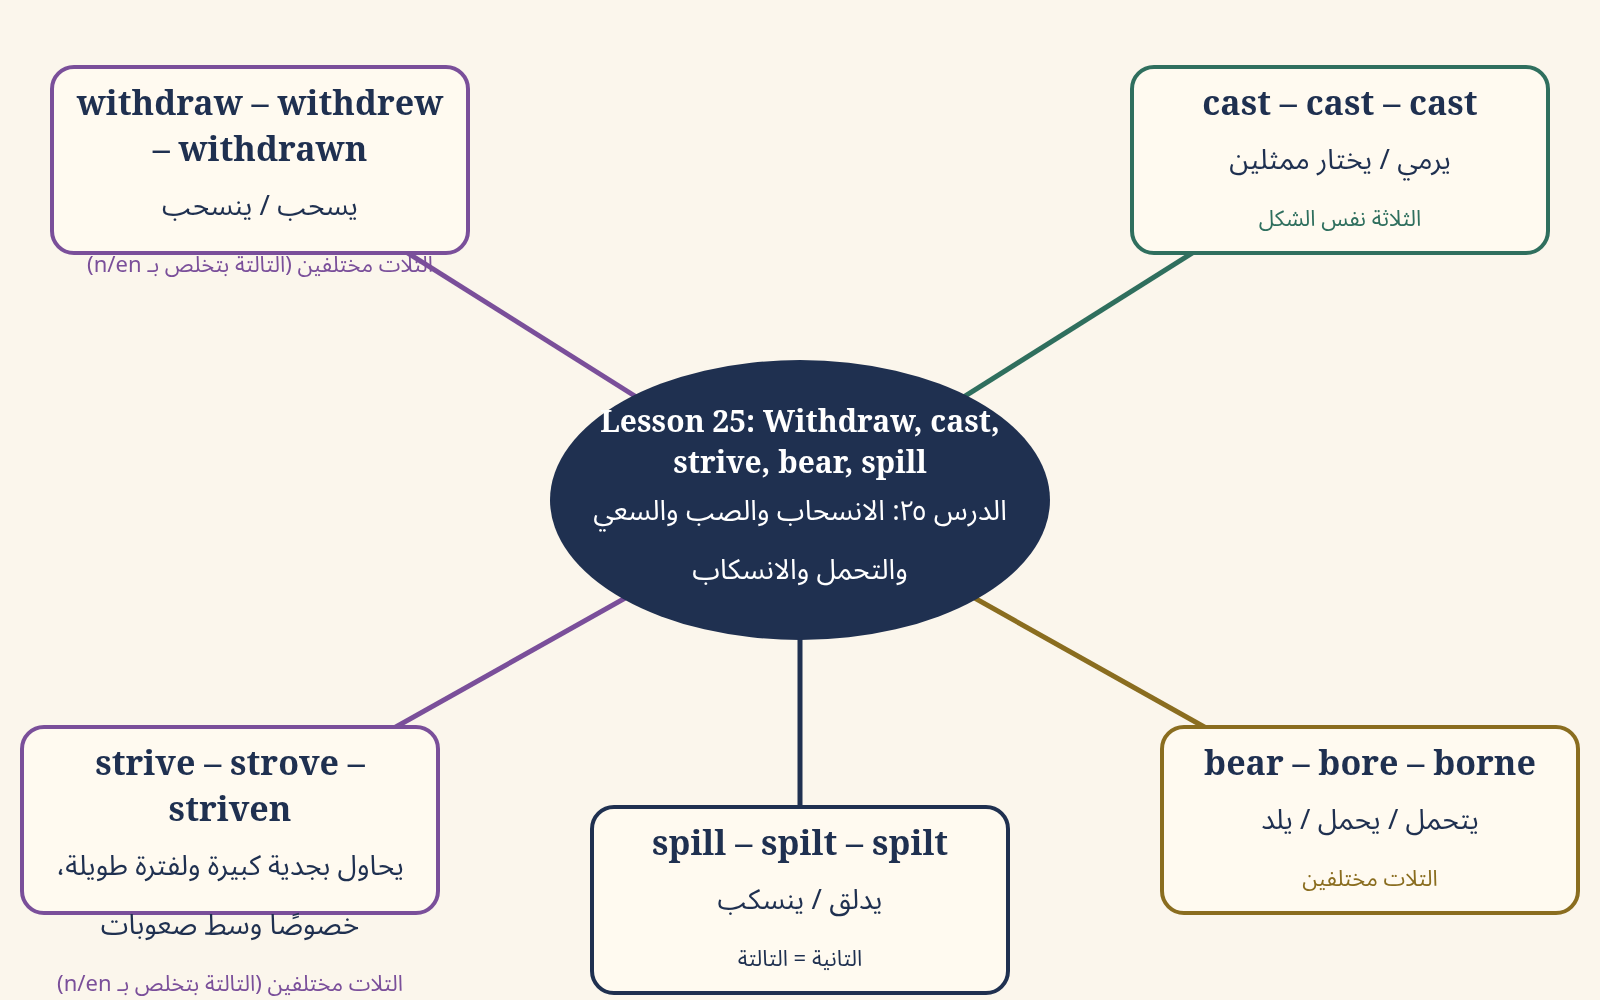 withdraw – withdrew
– withdrawn
يسحب / ينسحب
الثلاث مختلفين (التالتة بتخلص بـ n/en)
cast – cast – cast
يرمي / يختار ممثلين
الثلاثة نفس الشكل
Lesson 25: Withdraw, cast,
strive, bear, spill
الدرس ٢٥: الانسحاب والصب والسعي
والتحمل والانسكاب
strive – strove –
striven
يحاول بجدية كبيرة ولفترة طويلة،
خصوصًا وسط صعوبات
التلات مختلفين (التالتة بتخلص بـ n/en)
spill – spilt – spilt
يدلق / ينسكب
التانية = التالتة
bear – bore – borne
يتحمل / يحمل / يلد
التلات مختلفين